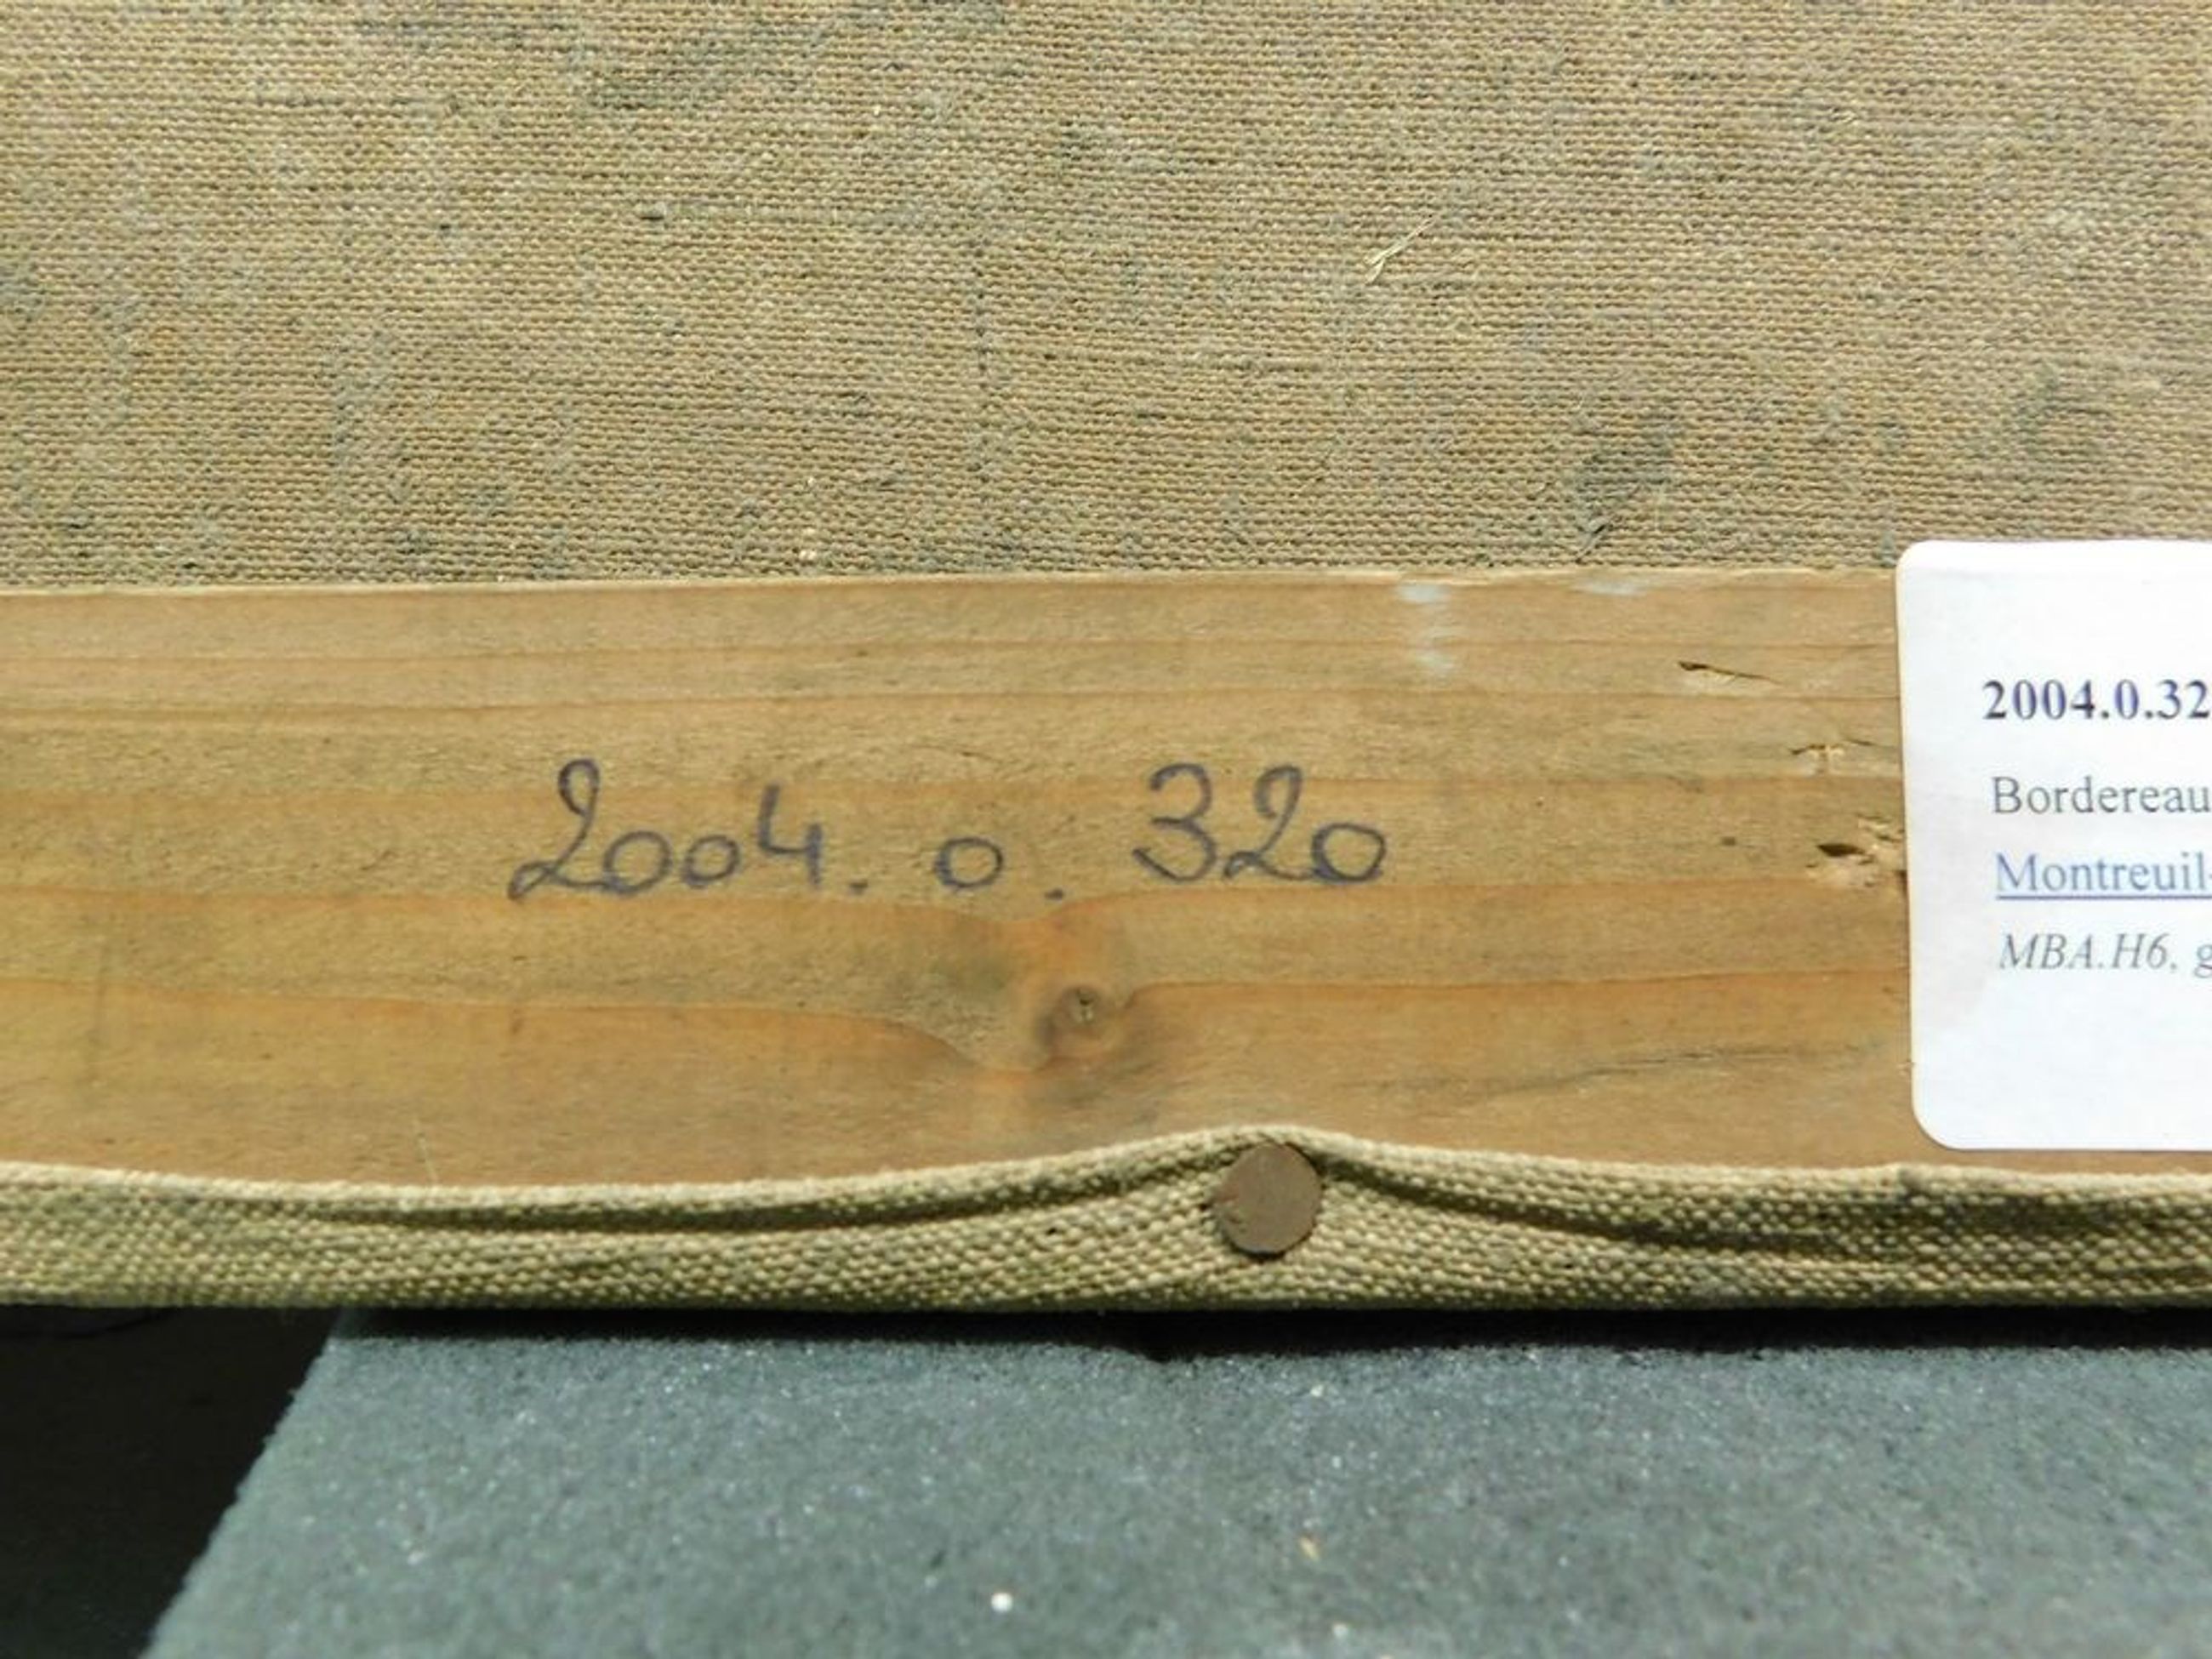 2004.0.320
2004.0.32
Bordereau
Montreuil-
MBA.H6, g